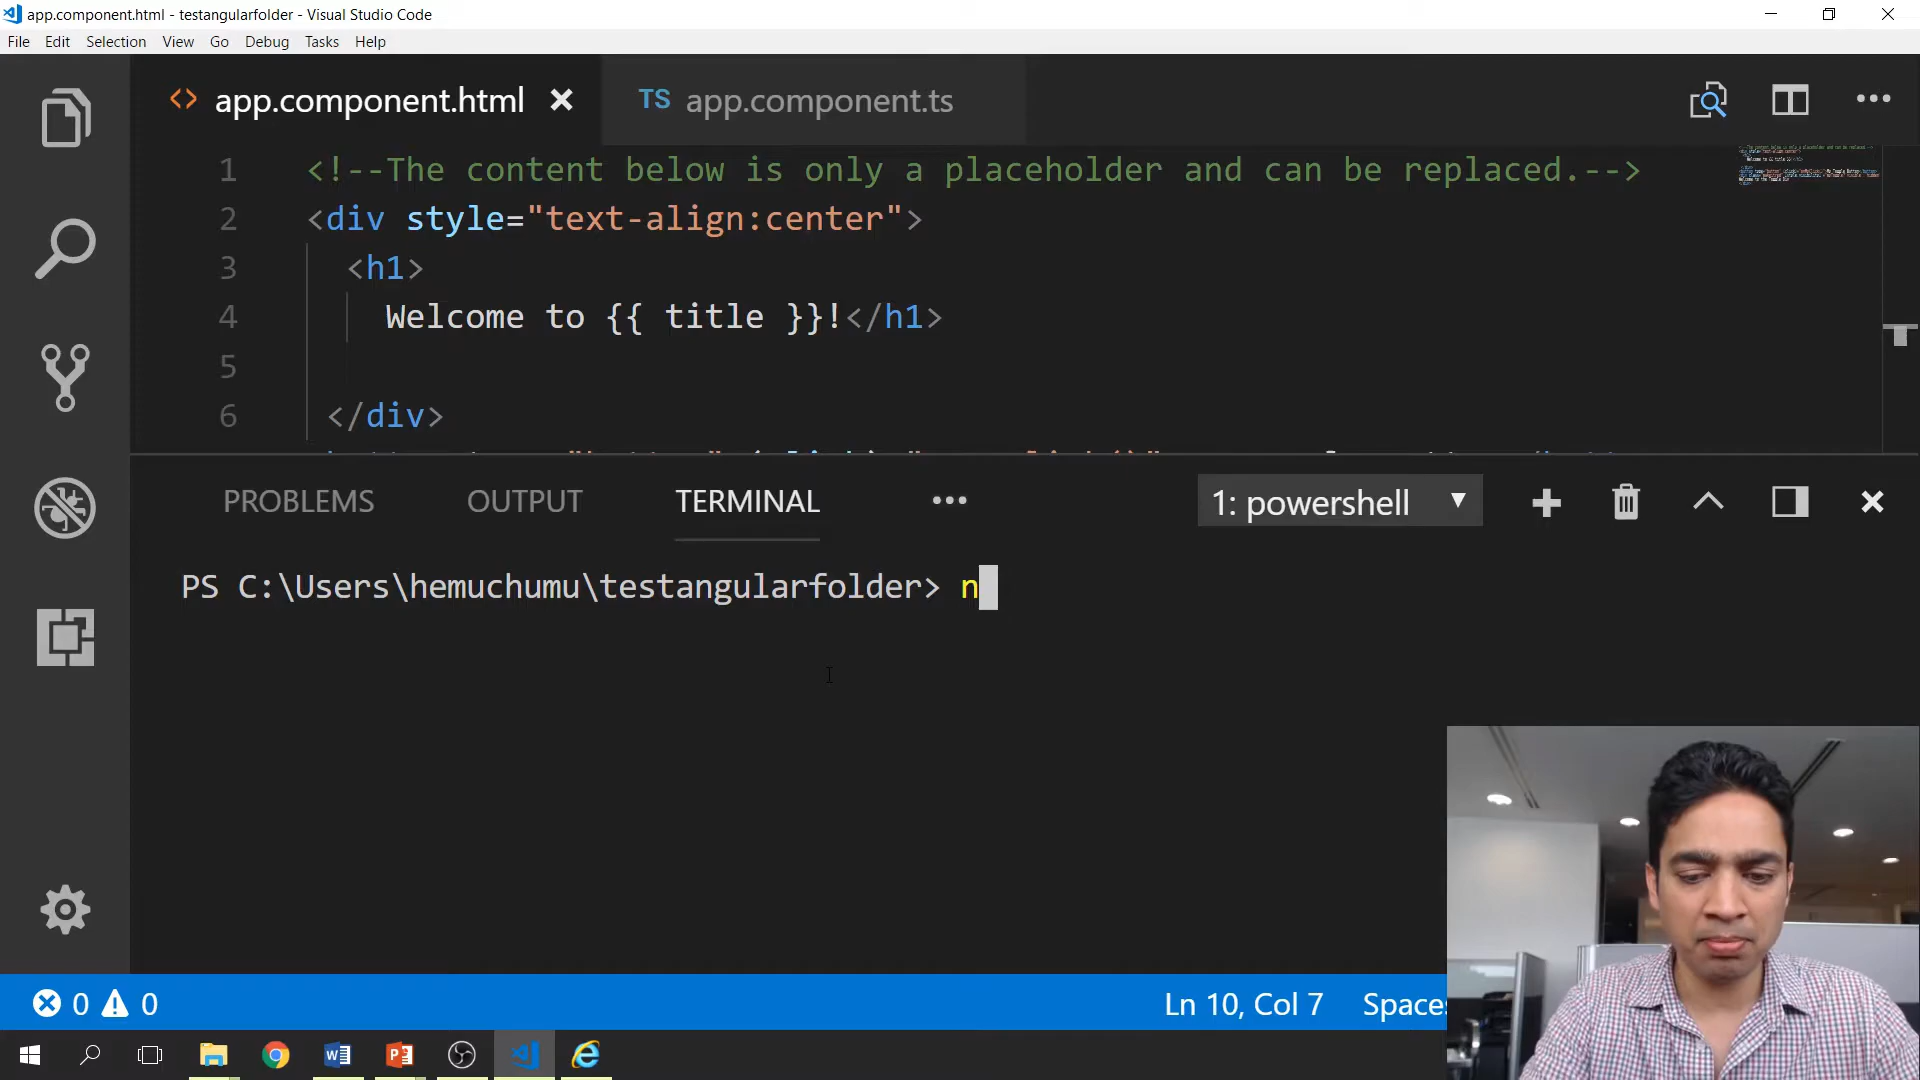 app.component.html - testangularfolder - Visual Studio Code
File Edit Selection View Go Debug Tasks Help
<> app.component.html TS app.component.ts
1 <!--The content below is only a placeholder and can be replaced.-->
2 <div style="text-align:center">
3 <h1>
4 Welcome to {{ title }}!</h1>
5
6 </div>
PROBLEMS OUTPUT TERMINAL ••• 1: powershell
PS C:\Users\hemuchumu\testangularfolder> n
0 0 Ln 10, Col 7 Spaces